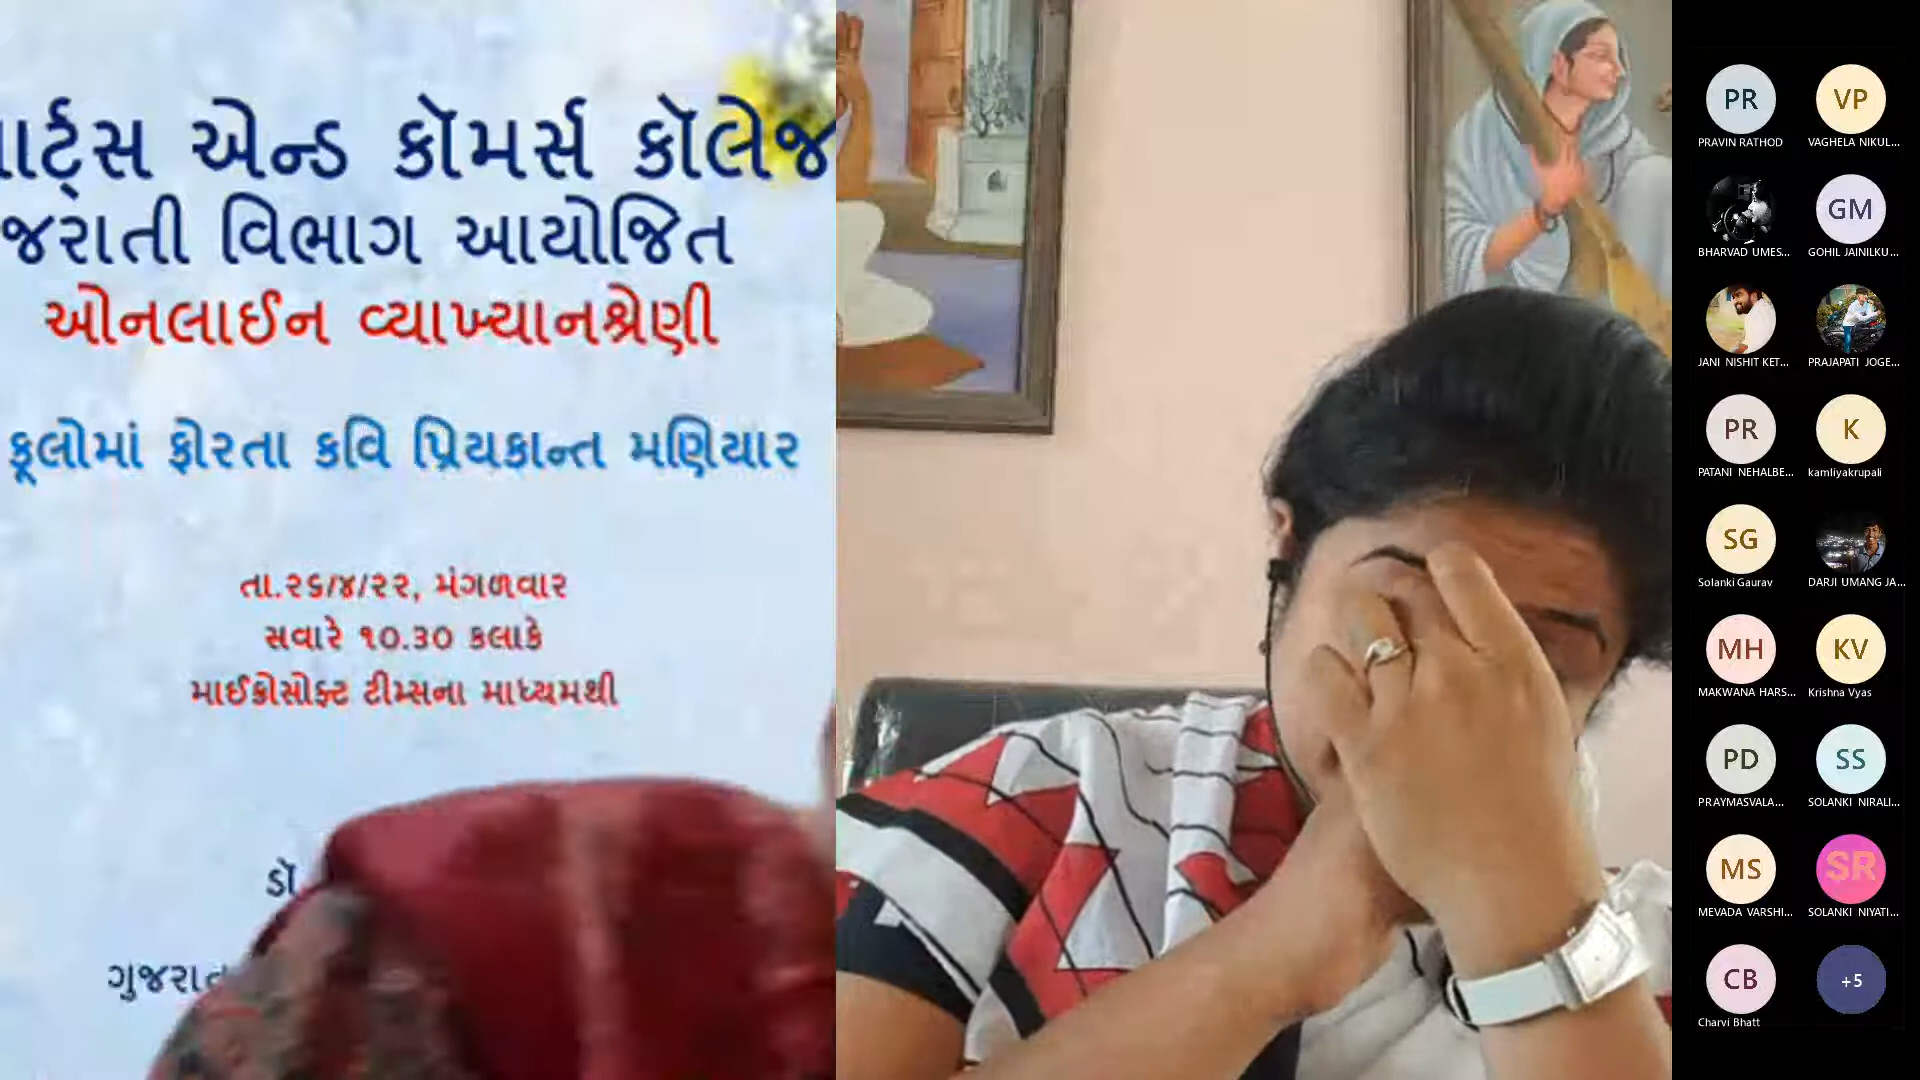 ાર્ટ્સ એન્ડ કૉમર્સ કૉલેજ
જરાતી વિભાગ આયોજિત
ઓનલાઈન વ્યાખ્યાનશ્રેણી
ફૂલોમાં ફોરતા કવિ પ્રિયકાન્ત મણિયાર
તા.૨૬/૪/૨૨, મંગળવાર
સવારે ૧૦.૩૦ કલાકે
માઈક્રોસોફ્ટ ટીમ્સના માધ્યમથી
ડૉ
ગુજરાત
PR
PRAVIN RATHOD
VP
VAGHELA NIKUL...
BHARVAD UMES...
GM
GOHIL JAINILKU...
JANI NISHIT KET...
PRAJAPATI JOGE...
PR
PATANI NEHALBE...
K
kamliyakrupali
SG
Solanki Gaurav
DARJI UMANG JA...
MH
MAKWANA HARS...
KV
Krishna Vyas
PD
PRAYMASVALA...
SS
SOLANKI NIRALI...
MS
MEVADA VARSHI...
SR
SOLANKI NIYATI...
CB
Charvi Bhatt
+5